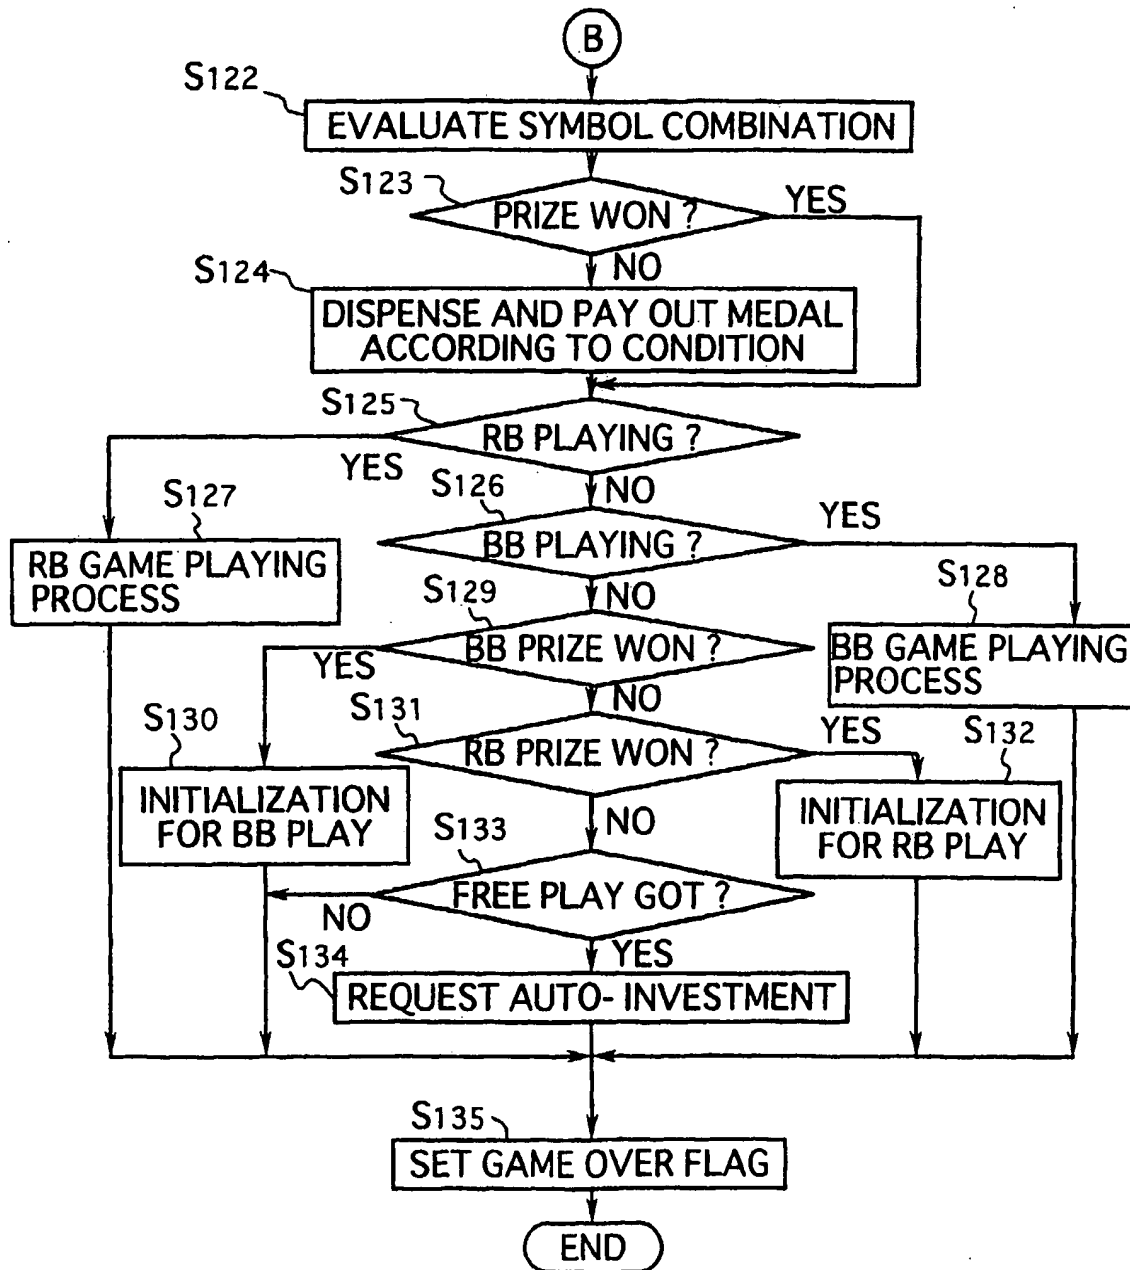 B
S122
EVALUATE SYMBOL COMBINATION
S123
PRIZE WON ?
YES
NO
S124
DISPENSE AND PAY OUT MEDAL
ACCORDING TO CONDITION
S125
RB PLAYING ?
YES
NO
S126
BB PLAYING ?
YES
NO
S127
RB GAME PLAYING
PROCESS
S128
BB GAME PLAYING
PROCESS
S129
BB PRIZE WON ?
YES
NO
S130
INITIALIZATION
FOR BB PLAY
S131
RB PRIZE WON ?
YES
NO
S132
INITIALIZATION
FOR RB PLAY
S133
FREE PLAY GOT ?
NO
YES
S134
REQUEST AUTO- INVESTMENT
S135
SET GAME OVER FLAG
END